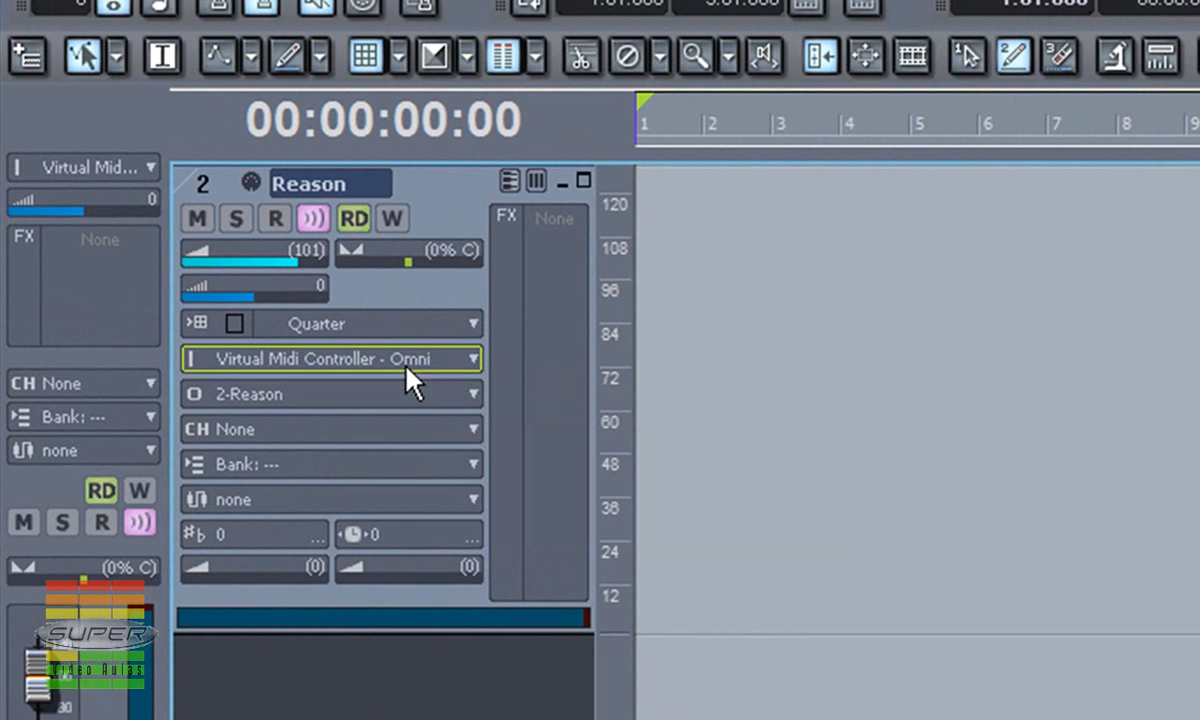 00:00:00:00
1 2 3 4 5 6 7 8 9
Virtual Mid...
0
FX None
2 Reason
M S R RD W
(101) (0% C)
0
Quarter
Virtual Midi Controller - Omni
2-Reason
CH None
Bank: ---
none
0 ... 0 ...
(0) (0)
FX None
120
108
96
84
72
60
48
36
24
12
CH None
Bank: ---
none
RD W
M S R
(0% C)
SUPER
Video Aulas
30